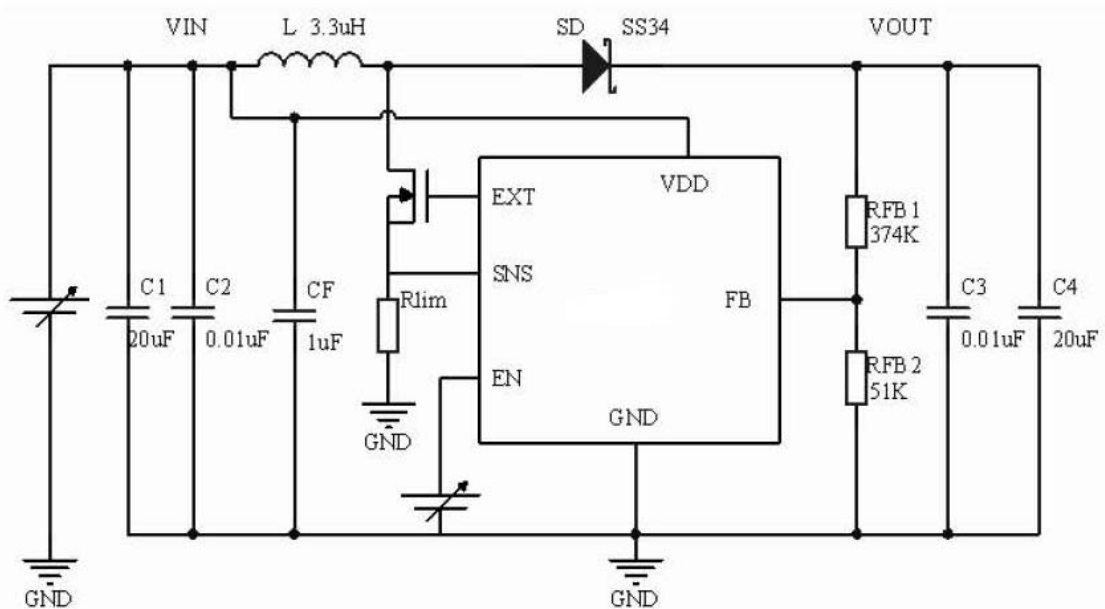 VIN
L 3.3uH
SD
SS34
VOUT
VDD
EXT
RFB 1
374K
SNS
C1
20uF
C2
0.01uF
CF
1uF
Rlim
FB
C3
0.01uF
C4
20uF
EN
RFB 2
51K
GND
GND
GND
GND